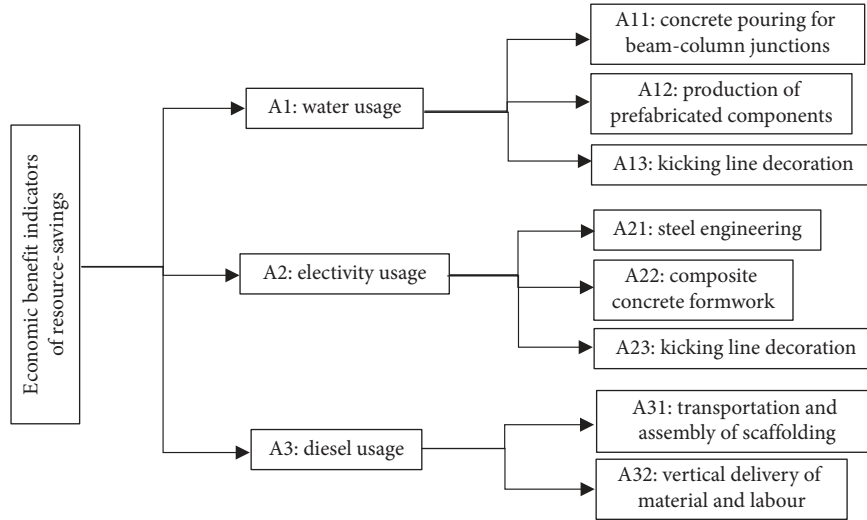 Economic benefit indicators
of resource-savings
A1: water usage
A11: concrete pouring for
beam-column junctions
A12: production of
prefabricated components
A13: kicking line decoration
A2: electivity usage
A21: steel engineering
A22: composite
concrete formwork
A23: kicking line decoration
A3: diesel usage
A31: transportation and
assembly of scaffolding
A32: vertical delivery of
material and labour